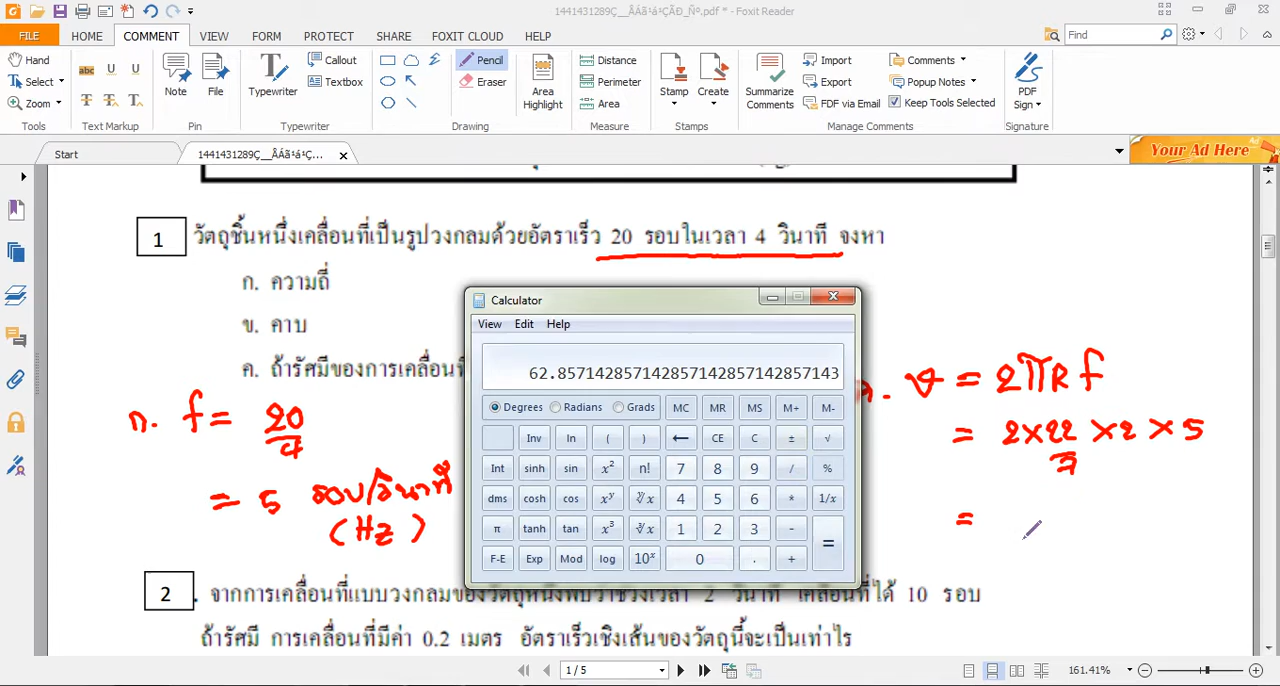 1441431289Ç__ÂÁã¹á¹ÇÃÐ_Ñº.pdf * - Foxit Reader
FILE HOME COMMENT VIEW FORM PROTECT SHARE FOXIT CLOUD HELP
Find
Hand
Select
Zoom
Tools
abc U U
T T T
Text Markup
Note File
Pin
Typewriter
Callout
Textbox
Typewriter
Pencil
Eraser
Drawing
Area Highlight
Distance
Perimeter
Area
Measure
Stamp Create
Stamps
Summarize Comments
Import
Export
FDF via Email
Comments
Popup Notes
Keep Tools Selected
Manage Comments
PDF Sign
Signature
Start
1441431289Ç__ÂÁã¹á¹Ç...
Your Ad Here
1 วัตถุชิ้นหนึ่งเคลื่อนที่เป็นรูปวงกลมด้วยอัตราเร็ว 20 รอบในเวลา 4 วินาที จงหา
ก. ความถี่
ข. คาบ
ค. ถ้ารัศมีของการเคลื่อนที่
ก. f = 20/4
= 5 รอบ/วินาที
(Hz)
Calculator
View Edit Help
62.857142857142857142857142857143
Degrees Radians Grads MC MR MS M+ M-
Inv ln ( ) ← CE C ± √
Int sinh sin x² n! 7 8 9 / %
dms cosh cos xʸ ʸ√x 4 5 6 * 1/x
π tanh tan x³ ³√x 1 2 3 - =
F-E Exp Mod log 10ˣ 0 . +
ค. v = 2πRf
= 2×22/7 ×2 × 5
=
2 . จากการเคลื่อนที่แบบวงกลมของวัตถุหนึ่งพบว่าช่วงเวลา 2 วินาที เคลื่อนที่ได้ 10 รอบ
ถ้ารัศมี การเคลื่อนที่มีค่า 0.2 เมตร อัตราเร็วเชิงเส้นของวัตถุนี้จะเป็นเท่าไร
1 / 5
161.41%